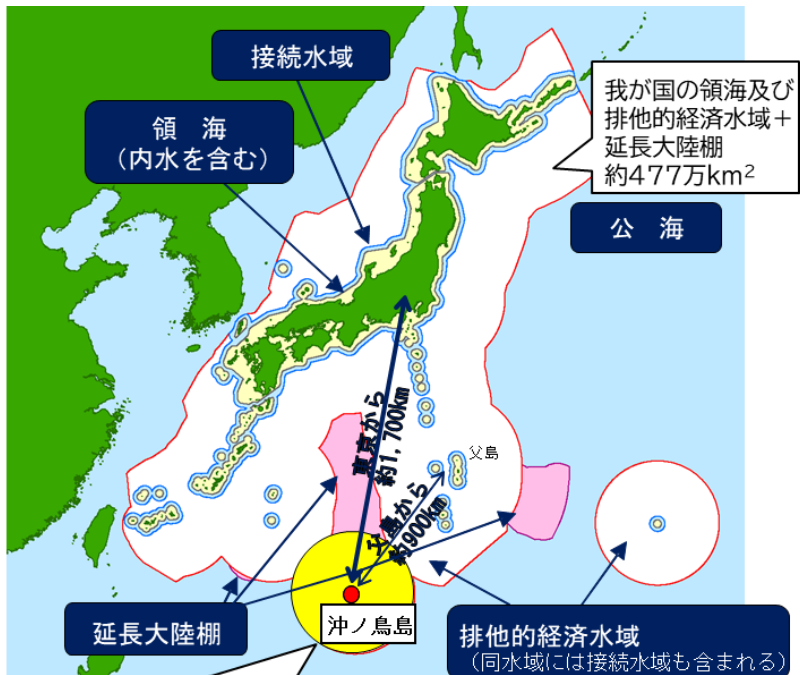 接続水域
領　海
（内水を含む）
我が国の領海及び
排他的経済水域＋
延長大陸棚
約477万km²
公　海
東京から
約1,700km
父島
父島から
約900km
沖ノ鳥島
延長大陸棚
排他的経済水域
（同水域には接続水域も含まれる）